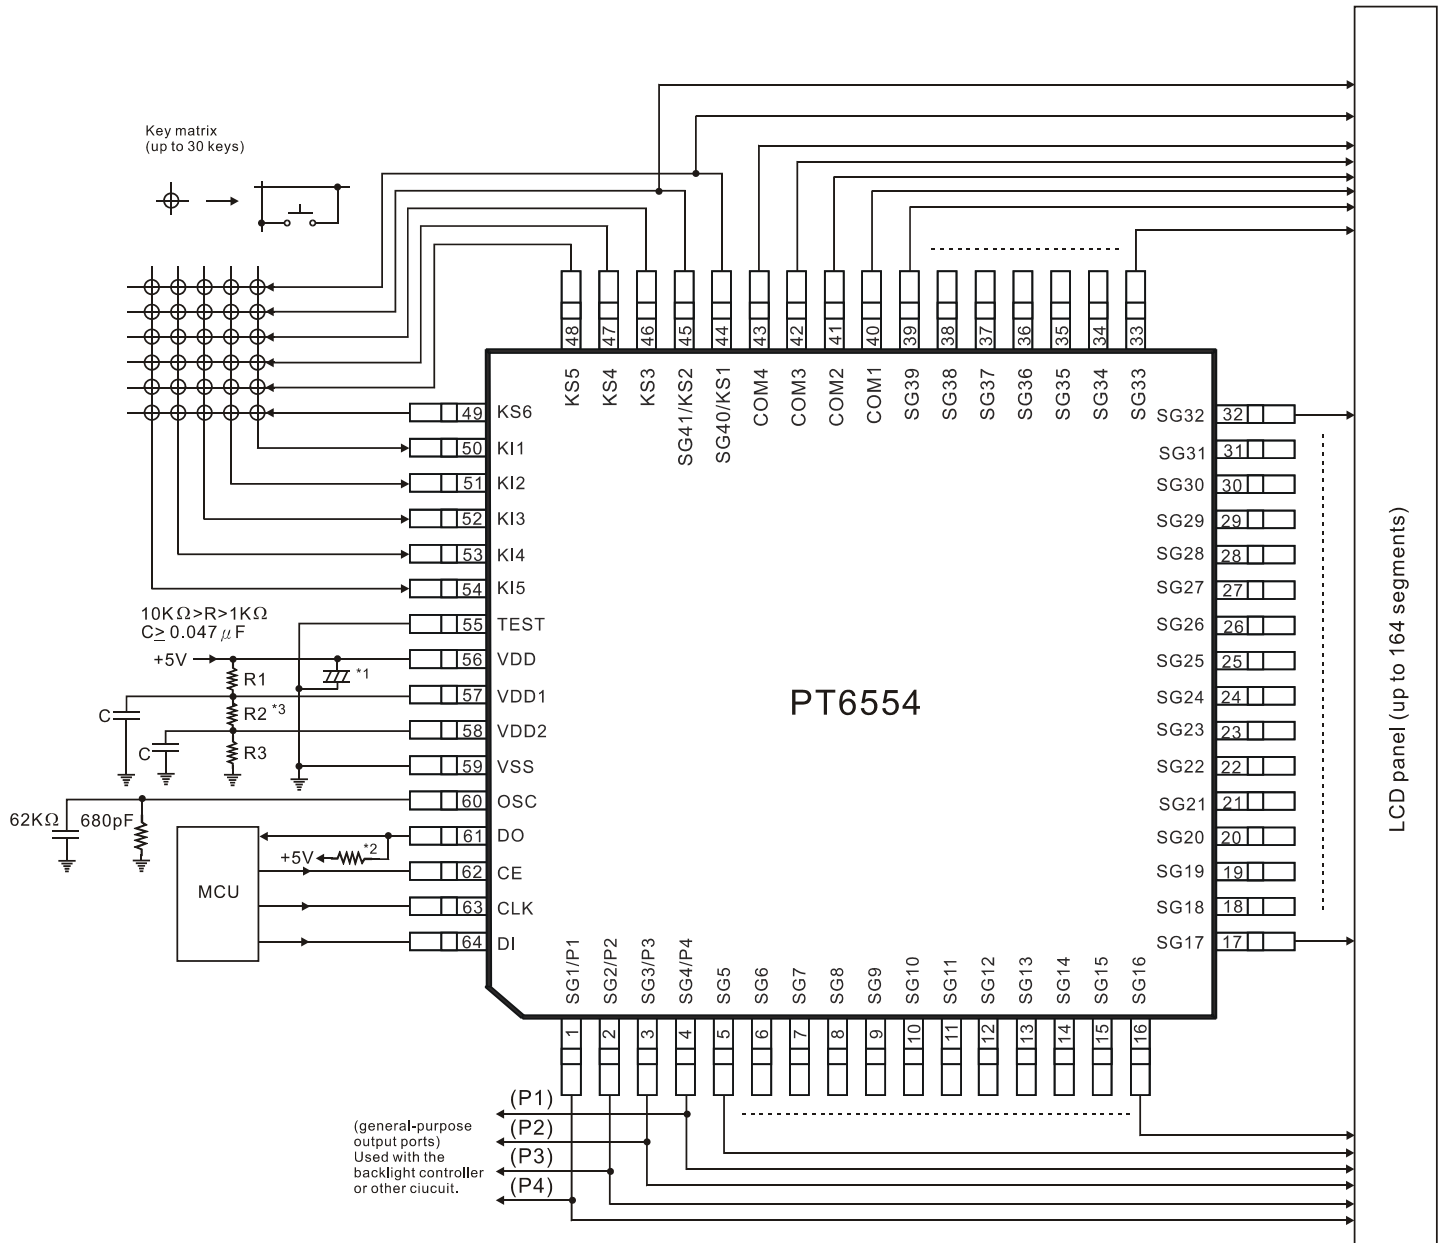 Key matrix
(up to 30 keys)
48
47
46
45
44
43
42
41
40
39
38
37
36
35
34
33
KS5
KS4
KS3
SG41/KS2
SG40/KS1
COM4
COM3
COM2
COM1
SG39
SG38
SG37
SG36
SG35
SG34
SG33
49 KS6
50 KI1
51 KI2
52 KI3
53 KI4
54 KI5
55 TEST
56 VDD
57 VDD1
58 VDD2
59 VSS
60 OSC
61 DO
62 CE
63 CLK
64 DI
10KΩ>R>1KΩ
C≥0.047μF
+5V
*1
R1
R2 *3
R3
C
C
62KΩ
680pF
+5V
*2
MCU
PT6554
SG32 32
SG31 31
SG30 30
SG29 29
SG28 28
SG27 27
SG26 26
SG25 25
SG24 24
SG23 23
SG22 22
SG21 21
SG20 20
SG19 19
SG18 18
SG17 17
LCD panel (up to 164 segments)
SG1/P1
SG2/P2
SG3/P3
SG4/P4
SG5
SG6
SG7
SG8
SG9
SG10
SG11
SG12
SG13
SG14
SG15
SG16
1
2
3
4
5
6
7
8
9
10
11
12
13
14
15
16
(P1)
(P2)
(P3)
(P4)
(general-purpose
output ports)
Used with the
backlight controller
or other ciucuit.